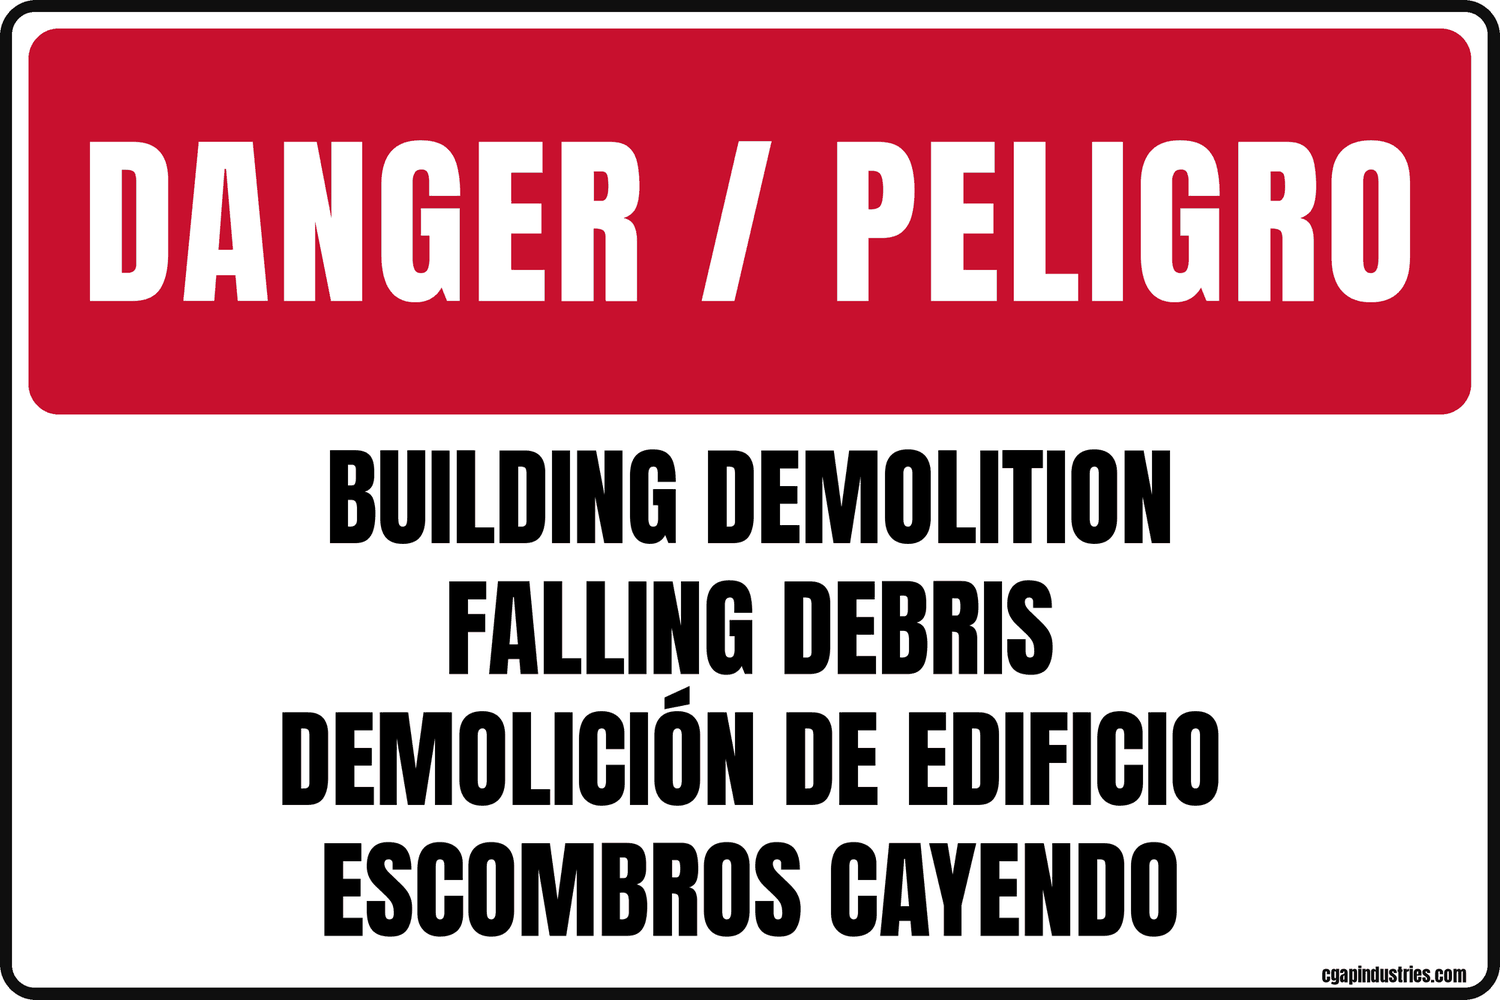 DANGER / PELIGRO
BUILDING DEMOLITION
FALLING DEBRIS
DEMOLICIÓN DE EDIFICIO
ESCOMBROS CAYENDO
cgapindustries.com